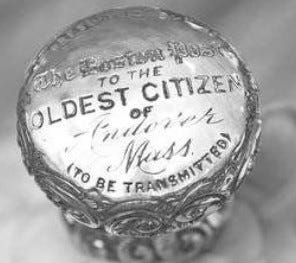 The Boston Post
TO THE
OLDEST CITIZEN
OF
Andover
Mass.
(TO BE TRANSMITTED)